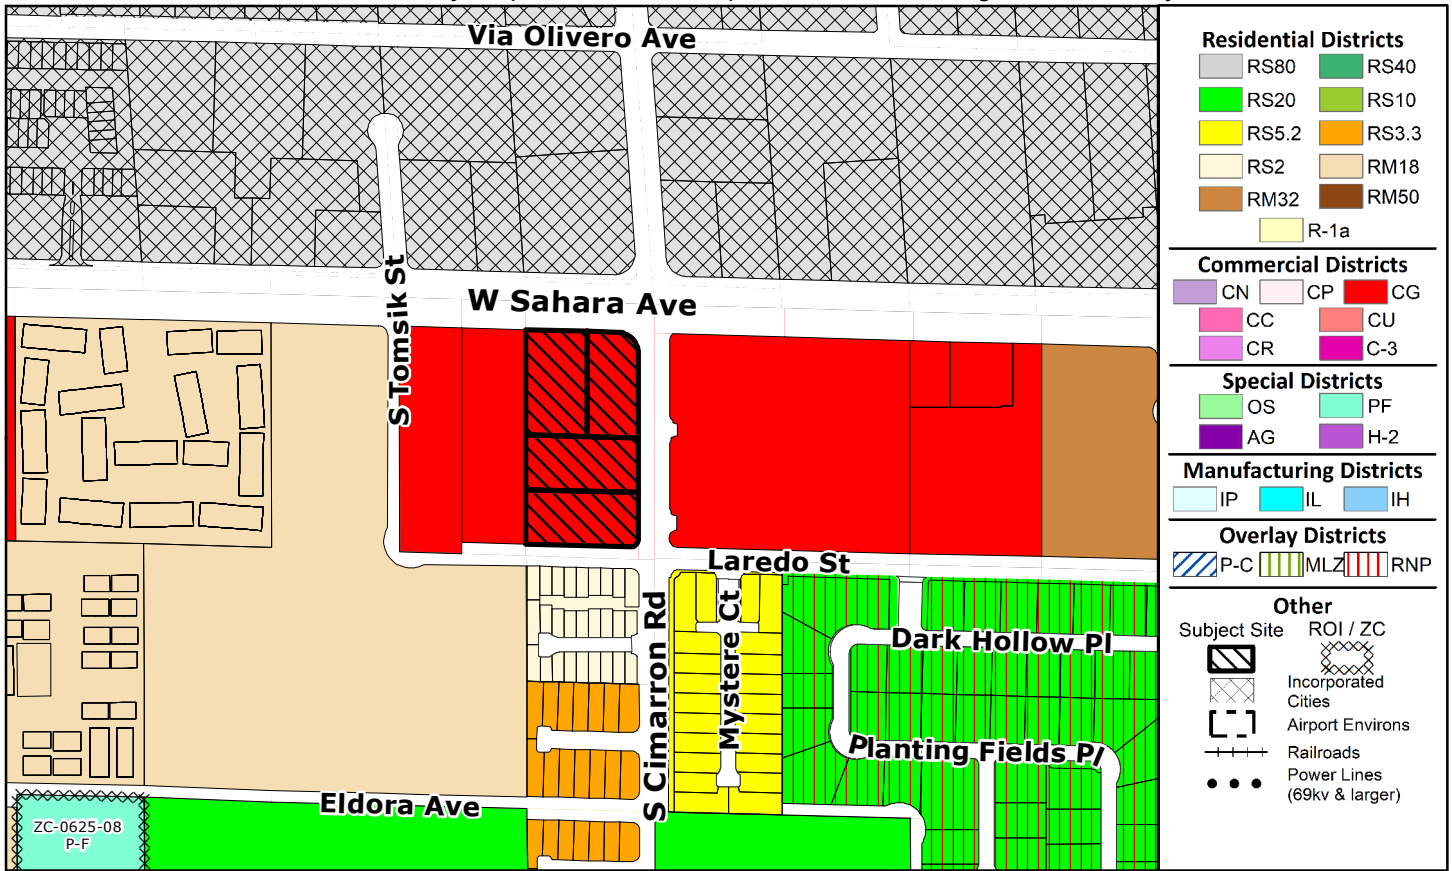 Via Olivero Ave
W Sahara Ave
S Tomsik St
Laredo St
S Cimarron Rd
Mystere Ct
Dark Hollow Pl
Planting Fields Pl
Eldora Ave
ZC-0625-08
P-F
Residential Districts
RS80 RS40
RS20 RS10
RS5.2 RS3.3
RS2 RM18
RM32 RM50
R-1a
Commercial Districts
CN CP CG
CC CU
CR C-3
Special Districts
OS PF
AG H-2
Manufacturing Districts
IP IL IH
Overlay Districts
P-C MLZ RNP
Other
Subject Site ROI / ZC
Incorporated
Cities
Airport Environs
Railroads
Power Lines
(69kv & larger)